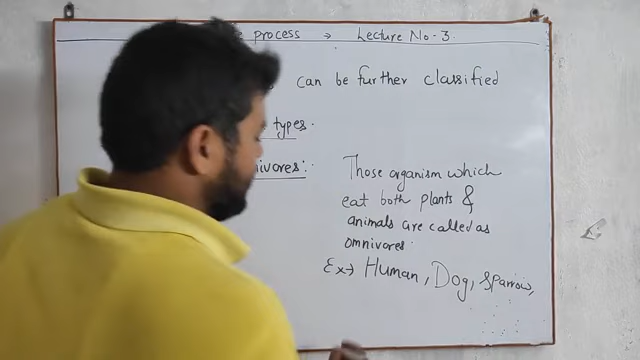 process → Lecture No-3.
can be further classified
types.
Those organism which
eat both plants &
animals are called as
omnivores.
Ex→ Human, Dog, Sparrow,